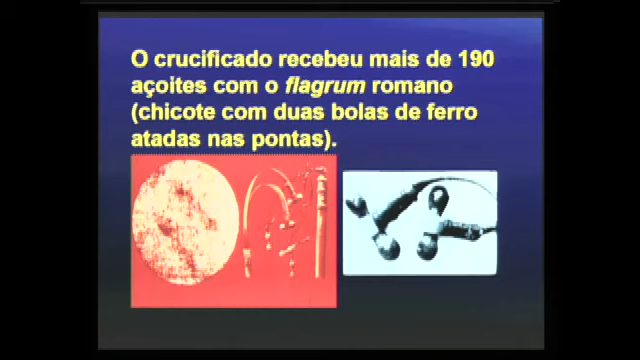 O crucificado recebeu mais de 190
açoites com o flagrum romano
(chicote com duas bolas de ferro
atadas nas pontas).